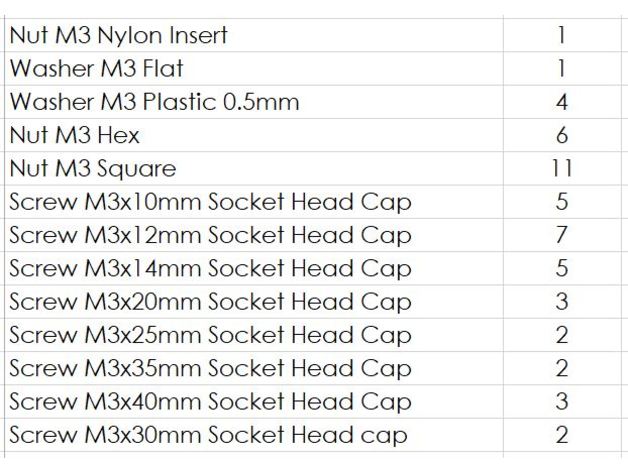 Nut M3 Nylon Insert 1
Washer M3 Flat 1
Washer M3 Plastic 0.5mm 4
Nut M3 Hex 6
Nut M3 Square 11
Screw M3x10mm Socket Head Cap 5
Screw M3x12mm Socket Head Cap 7
Screw M3x14mm Socket Head Cap 5
Screw M3x20mm Socket Head Cap 3
Screw M3x25mm Socket Head Cap 2
Screw M3x35mm Socket Head Cap 2
Screw M3x40mm Socket Head Cap 3
Screw M3x30mm Socket Head cap 2